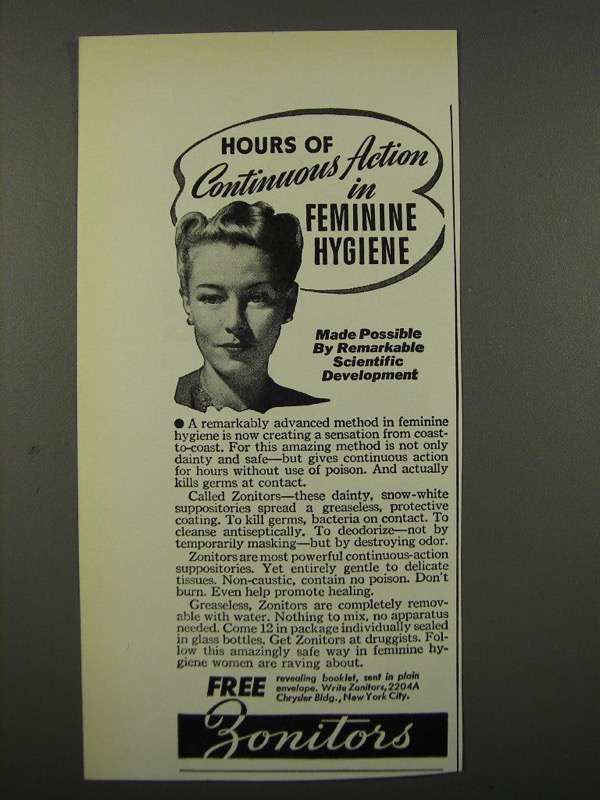 HOURS OF
Continuous Action
in
FEMININE
HYGIENE
Made Possible
By Remarkable
Scientific
Development
● A remarkably advanced method in feminine
hygiene is now creating a sensation from coast-
to-coast. For this amazing method is not only
dainty and safe—but gives continuous action
for hours without use of poison. And actually
kills germs at contact.
Called Zonitors—these dainty, snow-white
suppositories spread a greaseless, protective
coating. To kill germs, bacteria on contact. To
cleanse antiseptically. To deodorize—not by
temporarily masking—but by destroying odor.
Zonitors are most powerful continuous-action
suppositories. Yet entirely gentle to delicate
tissues. Non-caustic, contain no poison. Don't
burn. Even help promote healing.
Greaseless, Zonitors are completely remov-
able with water. Nothing to mix, no apparatus
needed. Come 12 in package individually sealed
in glass bottles. Get Zonitors at druggists. Fol-
low this amazingly safe way in feminine hy-
giene women are raving about.
FREE revealing booklet, sent in plain
envelope. Write Zonitors, 2204A
Chrysler Bldg., New York City.
Zonitors